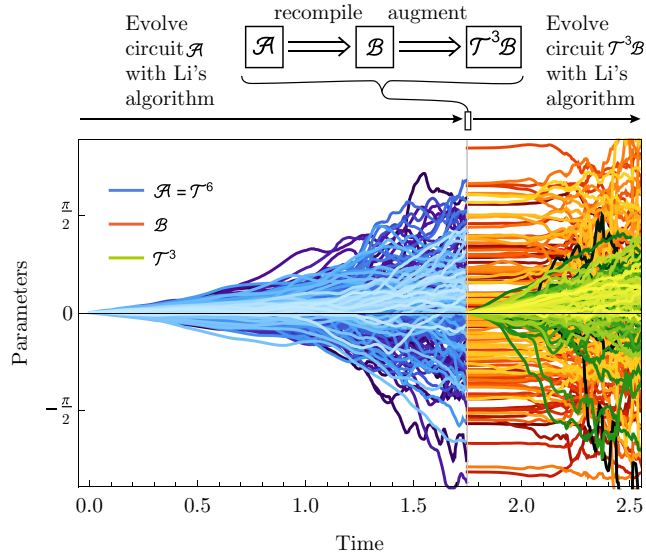 recompile augment
Evolve
circuit 𝒜
with Li's
algorithm
𝒜 ℬ 𝒯³ℬ
Evolve
circuit 𝒯³ℬ
with Li's
algorithm
𝒜 = 𝒯⁶
ℬ
𝒯³
Parameters
π/2
0
-π/2
0.0 0.5 1.0 1.5 2.0 2.5
Time